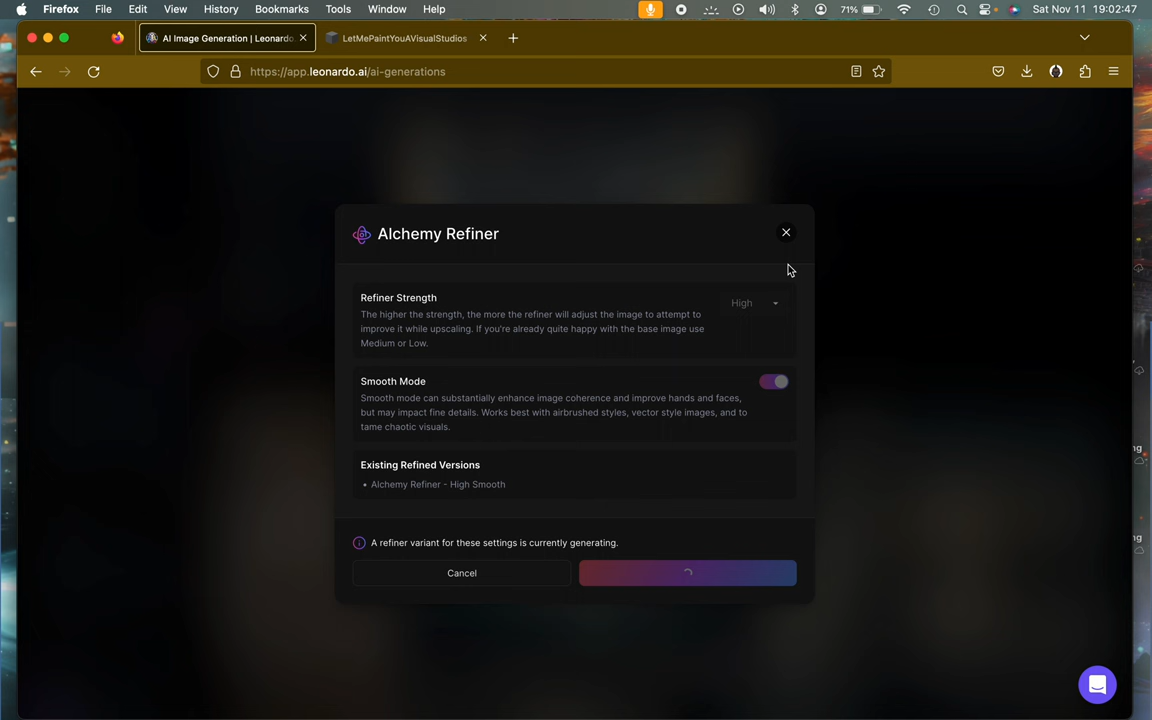 Firefox File Edit View History Bookmarks Tools Window Help 71% Sat Nov 11 19:02:47
AI Image Generation | Leonardo. LetMePaintYouAVisualStudios
https://app.leonardo.ai/ai-generations
Alchemy Refiner
Refiner Strength
High
The higher the strength, the more the refiner will adjust the image to attempt to
improve it while upscaling. If you're already quite happy with the base image use
Medium or Low.
Smooth Mode
Smooth mode can substantially enhance image coherence and improve hands and faces,
but may impact fine details. Works best with airbrushed styles, vector style images, and to
tame chaotic visuals.
Existing Refined Versions
• Alchemy Refiner - High Smooth
A refiner variant for these settings is currently generating.
Cancel
ng
ng